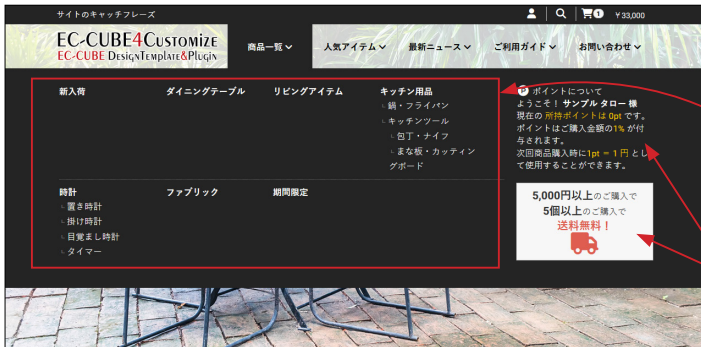 サイトのキャッチフレーズ
1 ￥33,000
EC-CUBE4Customize
EC-CUBE DesignTemplate&Plugin
商品一覧 人気アイテム 最新ニュース ご利用ガイド お問い合わせ
新入荷 ダイニングテーブル リビングアイテム キッチン用品
鍋・フライパン
キッチンツール
包丁・ナイフ
まな板・カッティン
グボード
時計 ファブリック 期間限定
置き時計
掛け時計
目覚まし時計
タイマー
P ポイントについて
ようこそ！ サンプル タロー 様
現在の 所持ポイントは 0pt です。
ポイントはご購入金額の1% が付
与されます。
次回商品購入時に1pt = 1 円 とし
て使用することができます。
5,000円以上のご購入で
5個以上のご購入で
送料無料！